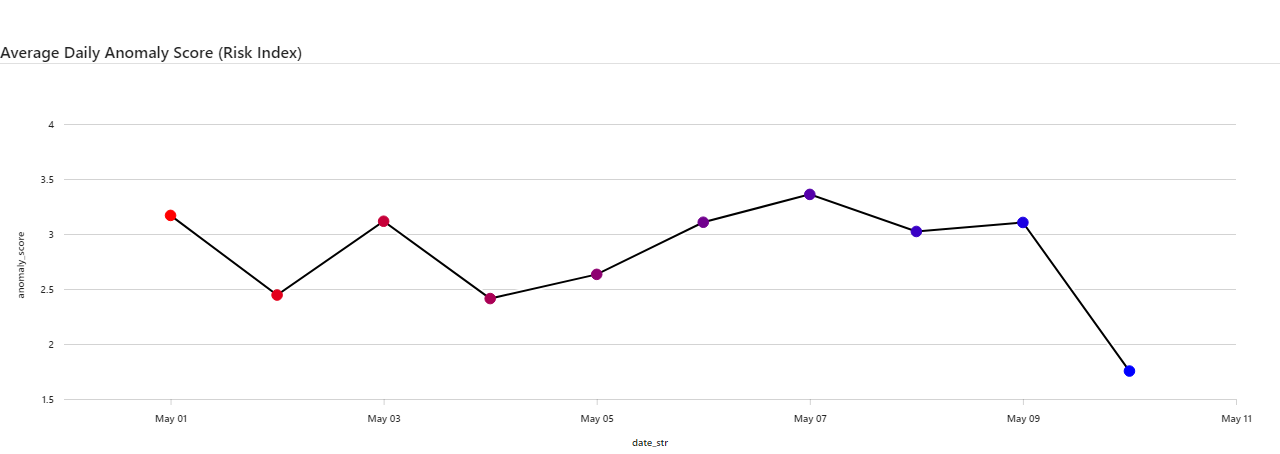 Average Daily Anomaly Score (Risk Index)
4
3.5
3
2.5
2
1.5
anomaly_score
May 01
May 03
May 05
May 07
May 09
May 11
date_str